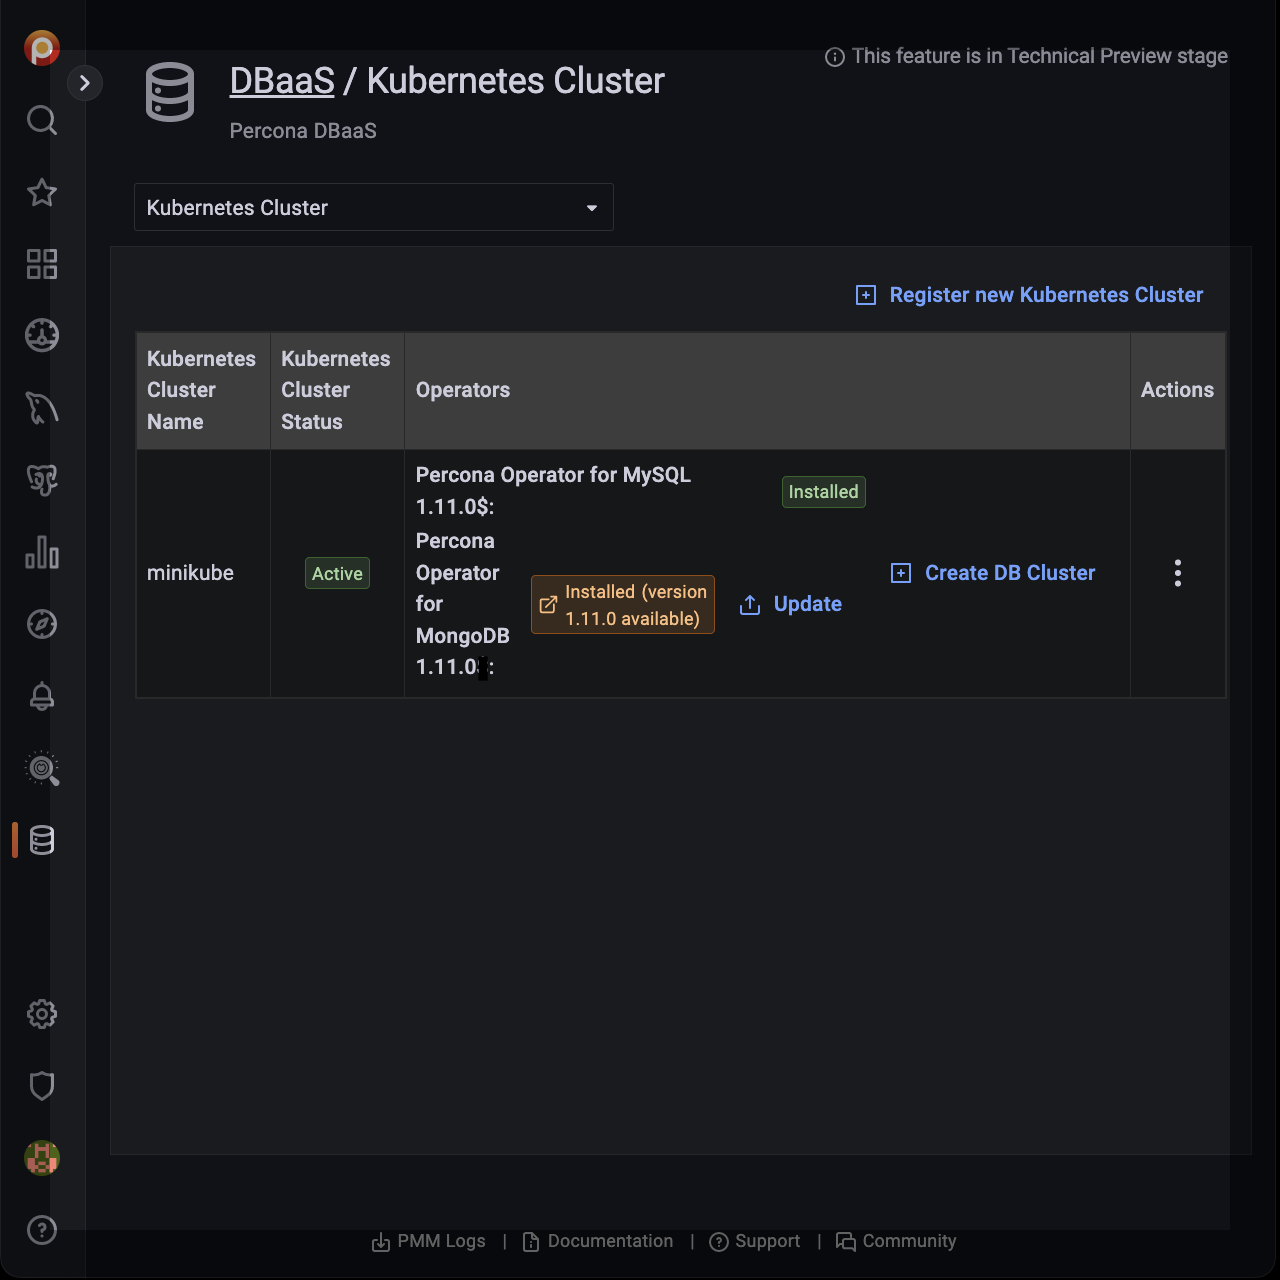 This feature is in Technical Preview stage
DBaaS / Kubernetes Cluster
Percona DBaaS
Kubernetes Cluster
Register new Kubernetes Cluster
Kubernetes
Cluster
Name
Kubernetes
Cluster
Status
Operators
Actions
minikube
Active
Percona Operator for MySQL
1.11.0$:
Installed
Percona
Operator
for
MongoDB
1.11.0 :
Installed (version
1.11.0 available)
Update
Create DB Cluster
PMM Logs | Documentation | Support | Community